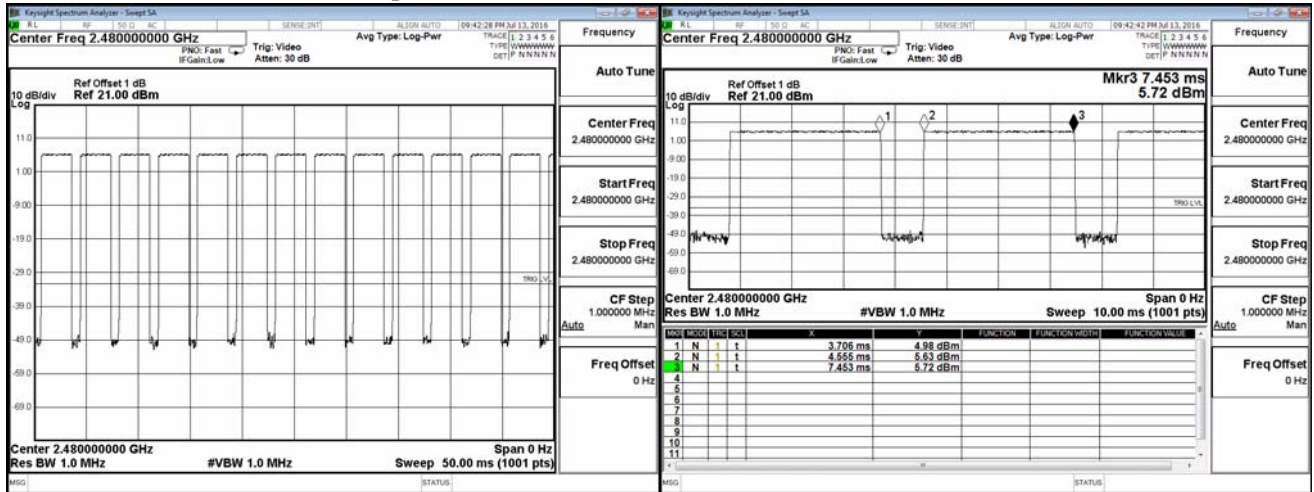 Keysight Spectrum Analyzer - Swept SA
RL RF 50 Ω AC SENSE:INT ALIGN AUTO 09:42:28 PM Jul 13, 2016
Center Freq 2.480000000 GHz
PNO: Fast
IFGain:Low
Trig: Video
Atten: 30 dB
Avg Type: Log-Pwr
TRACE 1 2 3 4 5 6
TYPE WWWWWW
DET P NNNNN
Ref Offset 1 dB
10 dB/div Ref 21.00 dBm
Log
11.0
1.00
-9.00
-19.0
-29.0
TRIG LVL
-39.0
-49.0
-59.0
-69.0
Center 2.480000000 GHz
Span 0 Hz
Res BW 1.0 MHz
#VBW 1.0 MHz
Sweep 50.00 ms (1001 pts)
MSG
STATUS
Frequency
Auto Tune
Center Freq
2.480000000 GHz
Start Freq
2.480000000 GHz
Stop Freq
2.480000000 GHz
CF Step
1.000000 MHz
Auto Man
Freq Offset
0 Hz
Keysight Spectrum Analyzer - Swept SA
RL RF 50 Ω AC SENSE:INT ALIGN AUTO 09:42:42 PM Jul 13, 2016
Center Freq 2.480000000 GHz
PNO: Fast
IFGain:Low
Trig: Video
Atten: 30 dB
Avg Type: Log-Pwr
TRACE 1 2 3 4 5 6
TYPE WWWWWW
DET P NNNNN
Mkr3 7.453 ms
5.72 dBm
Ref Offset 1 dB
10 dB/div Ref 21.00 dBm
Log
1
2
3
11.0
1.00
-9.00
-19.0
-29.0
TRIG LVL
-39.0
-49.0
-59.0
-69.0
Center 2.480000000 GHz
Span 0 Hz
Res BW 1.0 MHz
#VBW 1.0 MHz
Sweep 10.00 ms (1001 pts)
MKR MODE TRC SCL X Y FUNCTION FUNCTION WIDTH FUNCTION VALUE
1 N 1 t 3.706 ms 4.98 dBm
2 N 1 t 4.555 ms 5.63 dBm
3 N 1 t 7.453 ms 5.72 dBm
4
5
6
7
8
9
10
11
MSG
STATUS
Frequency
Auto Tune
Center Freq
2.480000000 GHz
Start Freq
2.480000000 GHz
Stop Freq
2.480000000 GHz
CF Step
1.000000 MHz
Auto Man
Freq Offset
0 Hz